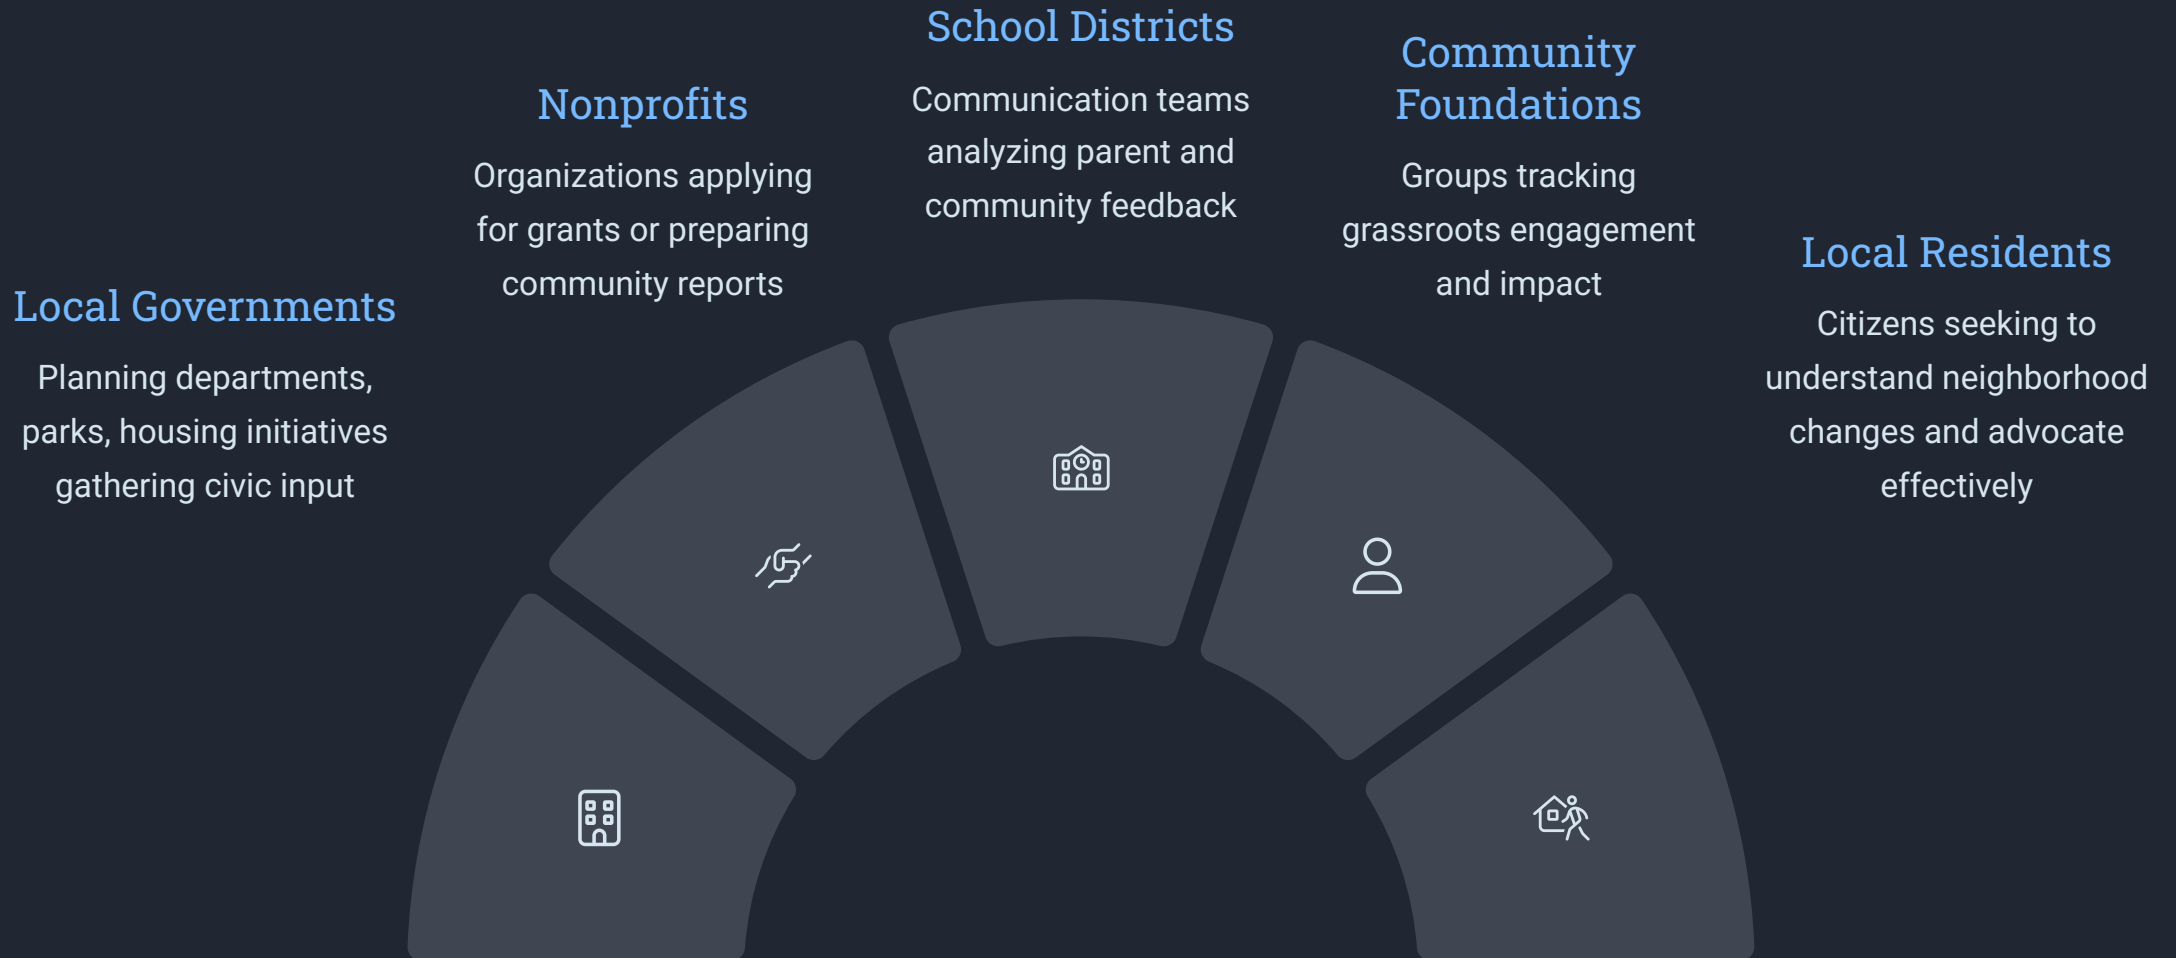 Local Governments
Planning departments,
parks, housing initiatives
gathering civic input
Nonprofits
Organizations applying
for grants or preparing
community reports
School Districts
Communication teams
analyzing parent and
community feedback
Community
Foundations
Groups tracking
grassroots engagement
and impact
Local Residents
Citizens seeking to
understand neighborhood
changes and advocate
effectively